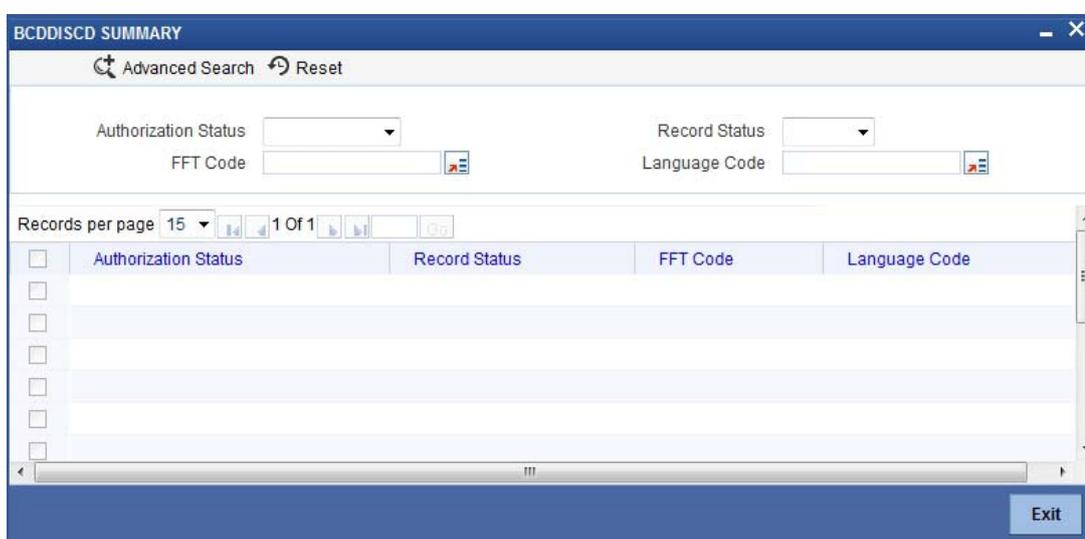 BCDDISCD SUMMARY
Advanced Search Reset
Authorization Status Record Status
FFT Code Language Code
Records per page 15 1 Of 1 Go
Authorization Status Record Status FFT Code Language Code
Exit